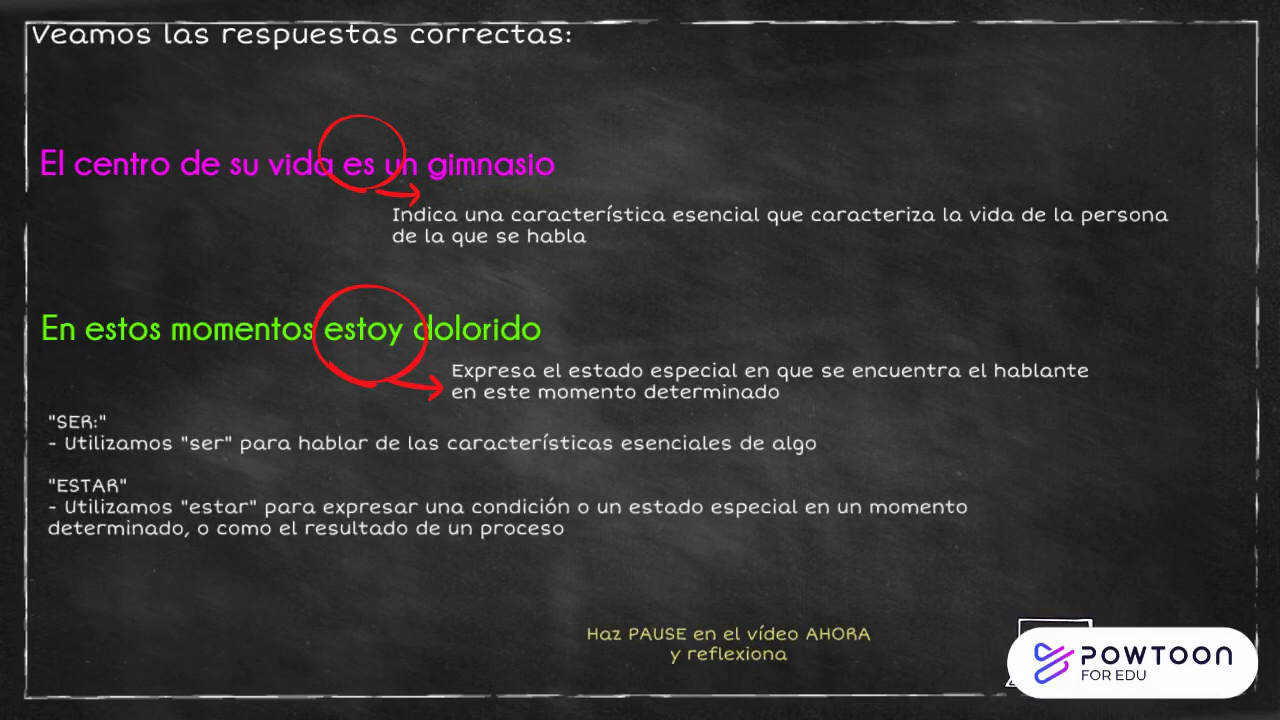 Veamos las respuestas correctas:
El centro de su vida es un gimnasio
Indica una característica esencial que caracteriza la vida de la persona
de la que se habla
En estos momentos estoy dolorido
Expresa el estado especial en que se encuentra el hablante
en este momento determinado
"SER:"
- Utilizamos "ser" para hablar de las características esenciales de algo
"ESTAR"
- Utilizamos "estar" para expresar una condición o un estado especial en un momento
determinado, o como el resultado de un proceso
Haz PAUSE en el vídeo AHORA
y reflexiona
POWTOON
FOR EDU